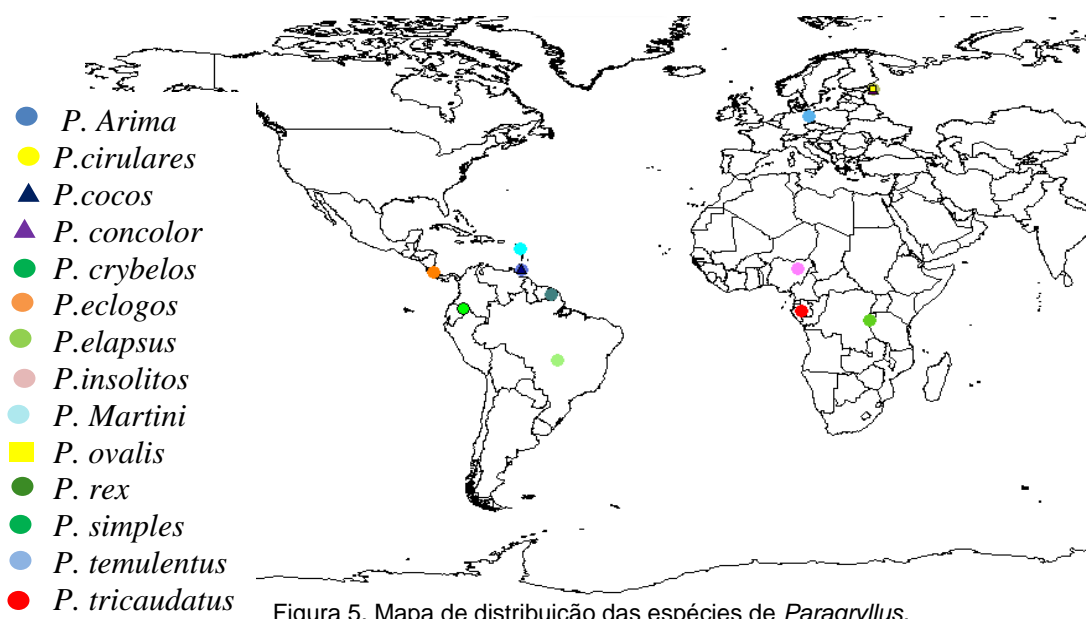 P. Arima
P.cirulares
P.cocos
P. concolor
P. crybelos
P.eclogos
P.elapsus
P.insolitos
P. Martini
P. ovalis
P. rex
P. simples
P. temulentus
P. tricaudatus
Figura 5. Mapa de distribuição das espécies de Paragryllus.